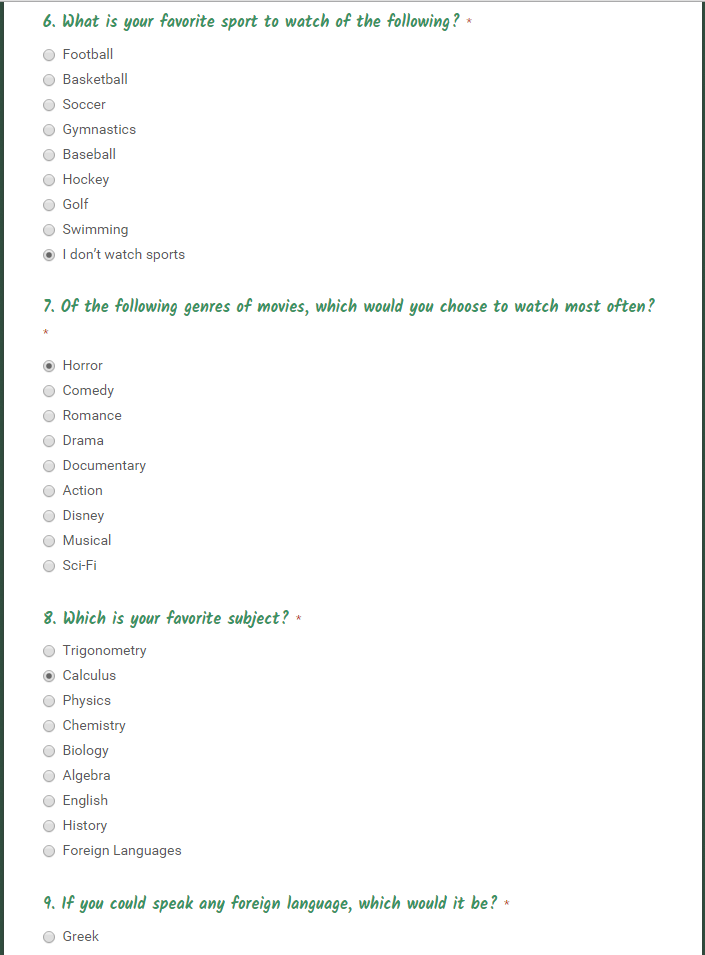 6. What is your favorite sport to watch of the following? *
Football
Basketball
Soccer
Gymnastics
Baseball
Hockey
Golf
Swimming
I don't watch sports
7. Of the following genres of movies, which would you choose to watch most often?
*
Horror
Comedy
Romance
Drama
Documentary
Action
Disney
Musical
Sci-Fi
8. Which is your favorite subject? *
Trigonometry
Calculus
Physics
Chemistry
Biology
Algebra
English
History
Foreign Languages
9. If you could speak any foreign language, which would it be? *
Greek